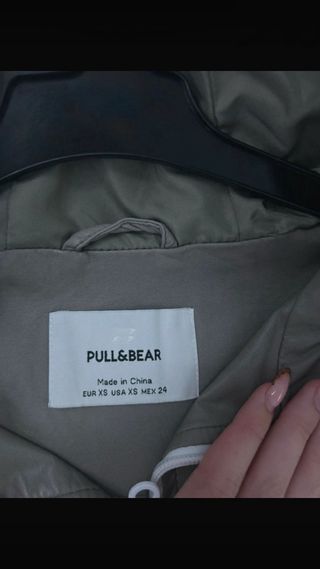 PULL&BEAR
Made in China
EUR XS USA XS MEX 24